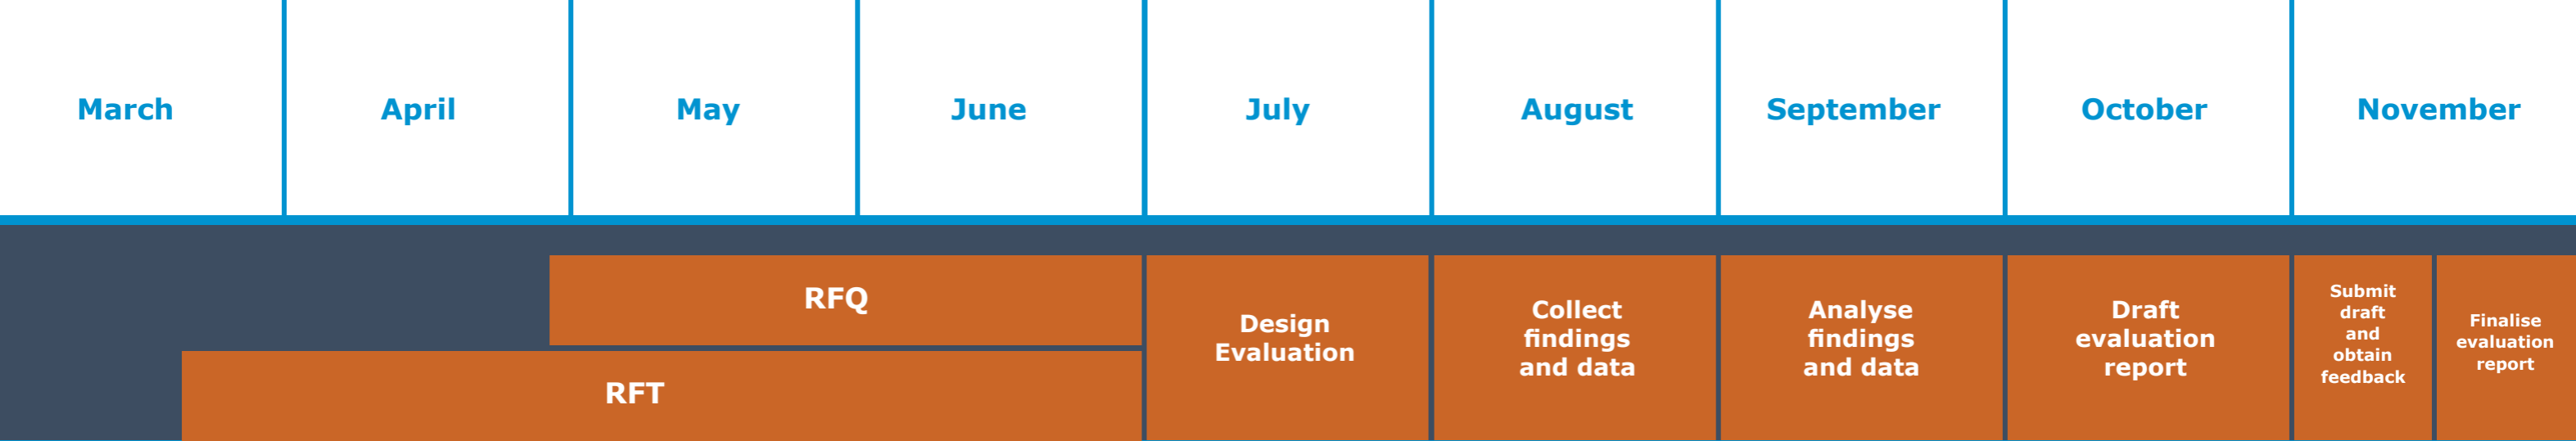 March
April
May
June
July
August
September
October
November
RFQ
RFT
Design
Evaluation
Collect
findings
and data
Analyse
findings
and data
Draft
evaluation
report
Submit
draft
and
obtain
feedback
Finalise
evaluation
report